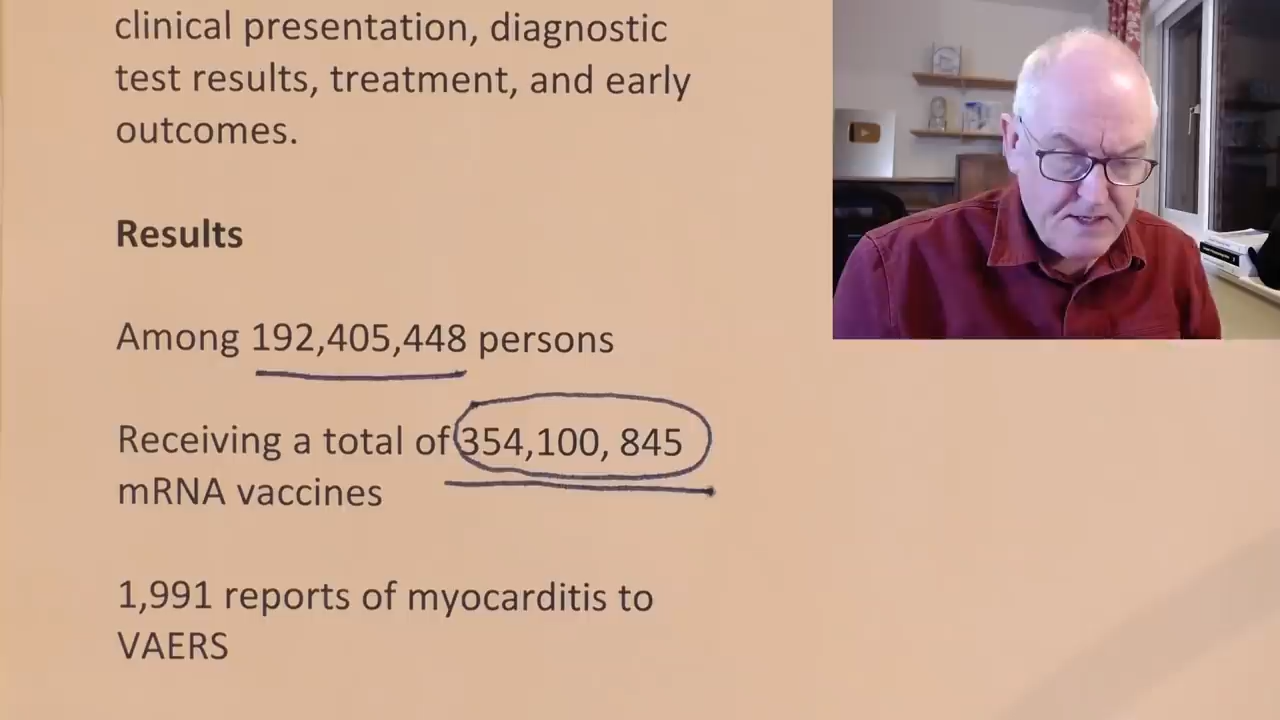 clinical presentation, diagnostic
test results, treatment, and early
outcomes.
Results
Among 192,405,448 persons
Receiving a total of 354,100, 845
mRNA vaccines
1,991 reports of myocarditis to
VAERS